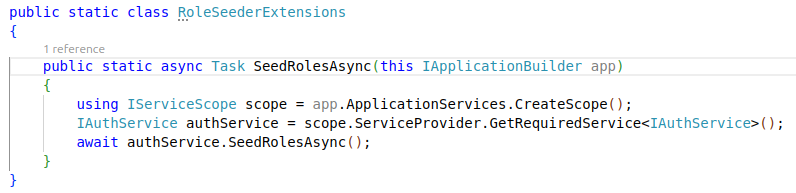 public static class RoleSeederExtensions
{
1 reference
public static async Task SeedRolesAsync(this IApplicationBuilder app)
{
using IServiceScope scope = app.ApplicationServices.CreateScope();
IAuthService authService = scope.ServiceProvider.GetRequiredService<IAuthService>();
await authService.SeedRolesAsync();
}
}